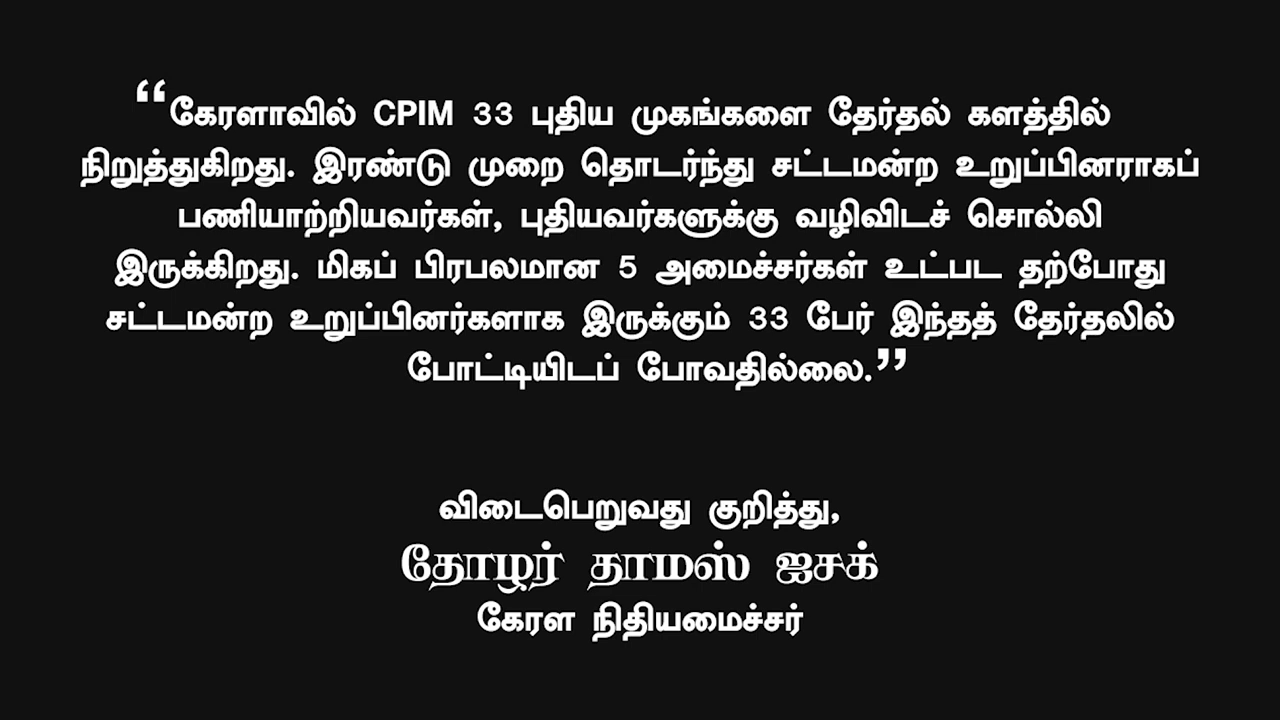 “கேரளாவில் CPIM 33 புதிய முகங்களை தேர்தல் களத்தில்
நிறுத்துகிறது. இரண்டு முறை தொடர்ந்து சட்டமன்ற உறுப்பினராகப்
பணியாற்றியவர்கள், புதியவர்களுக்கு வழிவிடச் சொல்லி
இருக்கிறது. மிகப் பிரபலமான 5 அமைச்சர்கள் உட்பட தற்போது
சட்டமன்ற உறுப்பினர்களாக இருக்கும் 33 பேர் இந்தத் தேர்தலில்
போட்டியிடப் போவதில்லை.”
விடைபெறுவது குறித்து,
தோழர் தாமஸ் ஐசக்
கேரள நிதியமைச்சர்